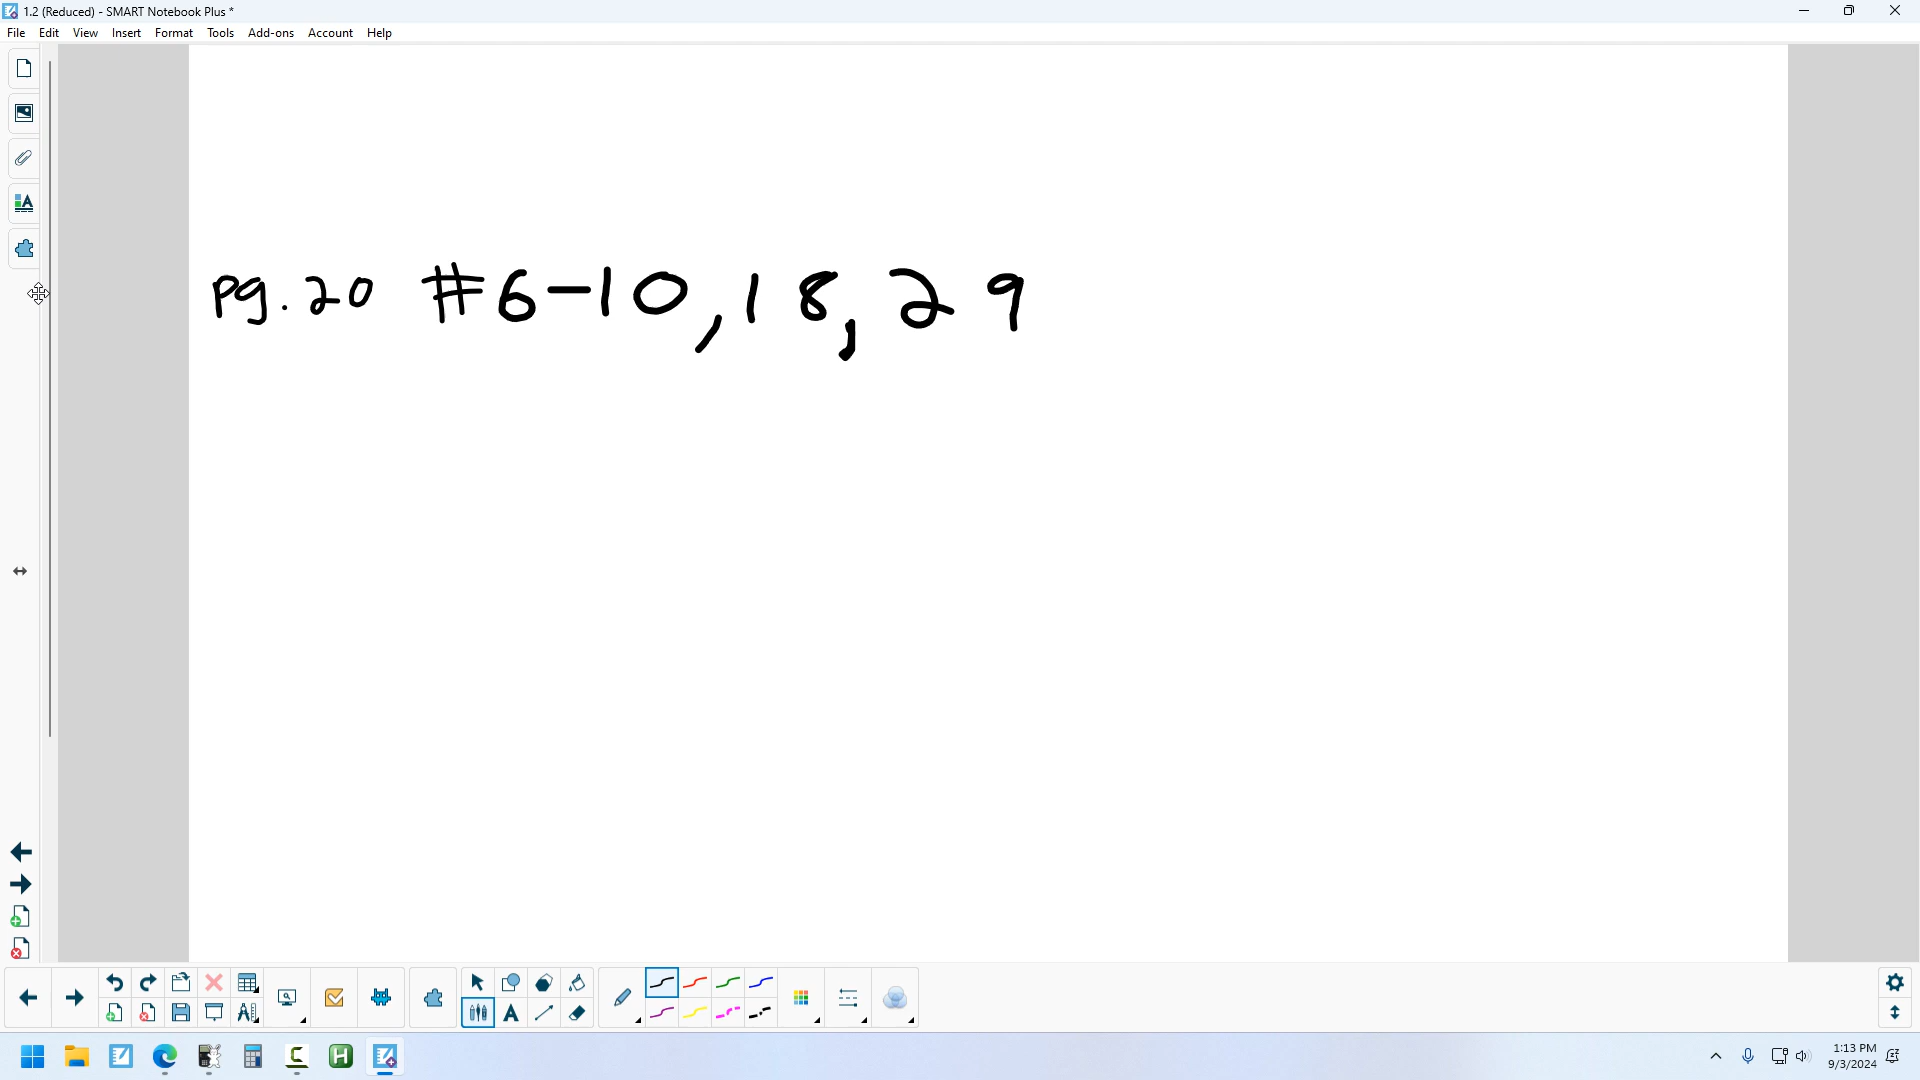 1.2 (Reduced) - SMART Notebook Plus *
File Edit View Insert Format Tools Add-ons Account Help
pg. 20 #6-10, 18, 29
1:13 PM
9/3/2024